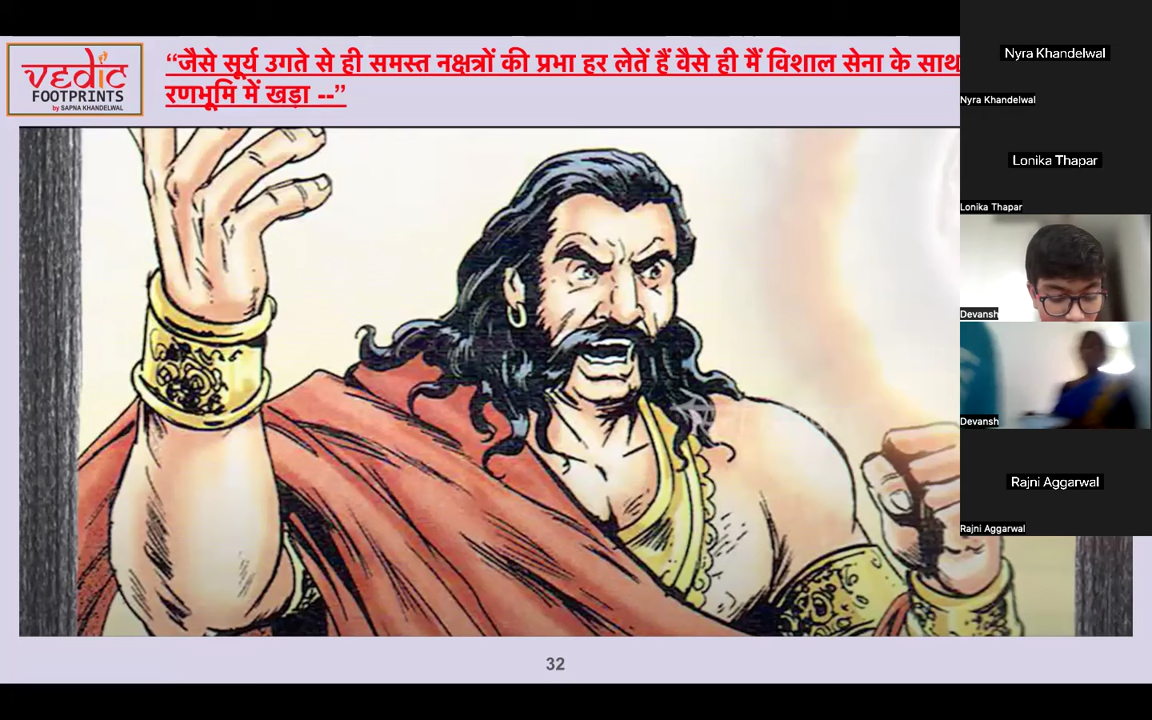 वेdic
FOOTPRINTS
by SAPNA KHANDELWAL
“जैसे सूर्य उगते से ही समस्त नक्षत्रों की प्रभा हर लेतें हैं वैसे ही मैं विशाल सेना के साथ
रणभूमि में खड़ा --”
Nyra Khandelwal
Nyra Khandelwal
Lonika Thapar
Lonika Thapar
Devansh
Devansh
Rajni Aggarwal
Rajni Aggarwal
32